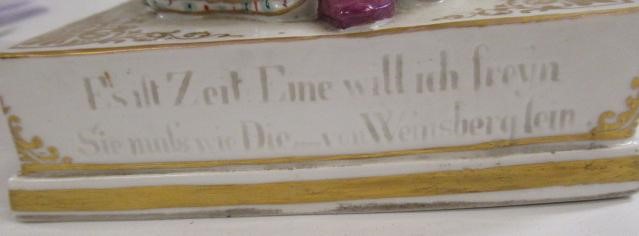 Es ist Zeit Eine will ich freyn
Sie muſs wie Die .... von Weinsberg sein